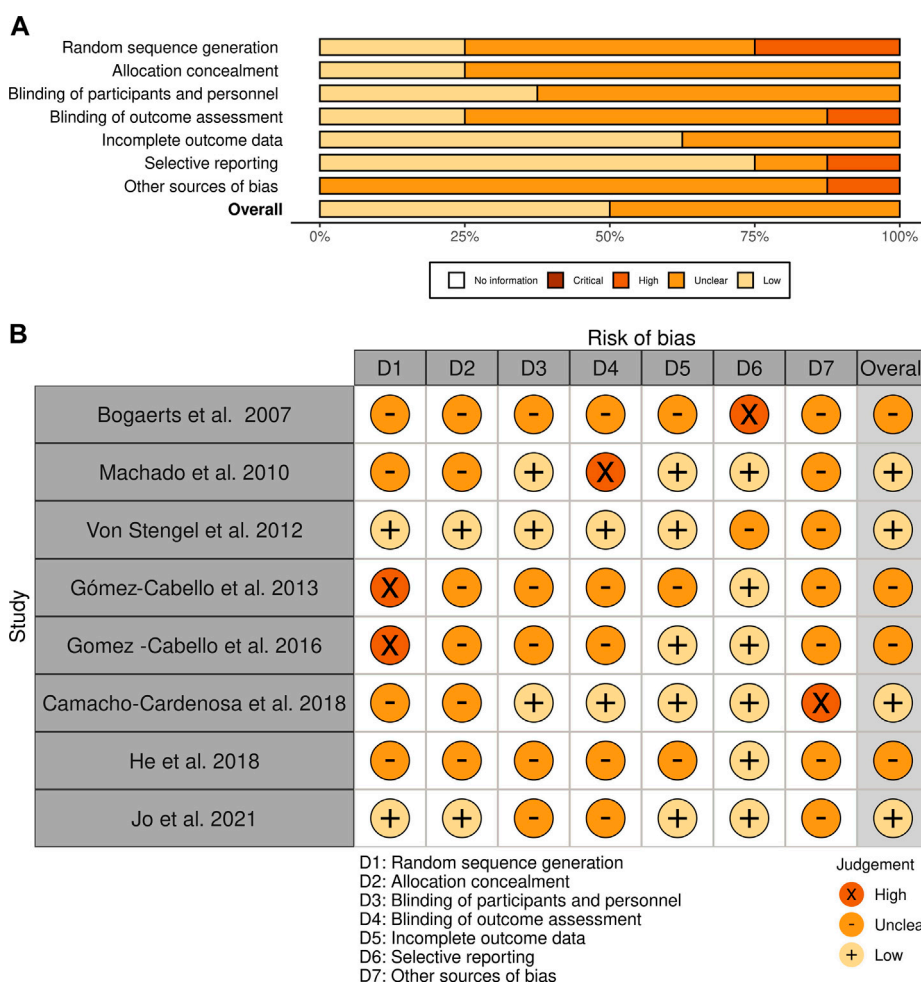 A
Random sequence generation
Allocation concealment
Blinding of participants and personnel
Blinding of outcome assessment
Incomplete outcome data
Selective reporting
Other sources of bias
Overall
0% 25% 50% 75% 100%
No information Critical High Unclear Low
B
Risk of bias
D1 D2 D3 D4 D5 D6 D7 Overall
Study
Bogaerts et al. 2007 - - - - - X - -
Machado et al. 2010 - - + X + + - +
Von Stengel et al. 2012 + + + + + - - +
Gómez-Cabello et al. 2013 X - - - - + - -
Gomez -Cabello et al. 2016 X - - - + + - -
Camacho-Cardenosa et al. 2018 - - + + + + X +
He et al. 2018 - - - - - + - -
Jo et al. 2021 + + - - + + - +
D1: Random sequence generation
D2: Allocation concealment
D3: Blinding of participants and personnel
D4: Blinding of outcome assessment
D5: Incomplete outcome data
D6: Selective reporting
D7: Other sources of bias
Judgement
X High
- Unclear
+ Low